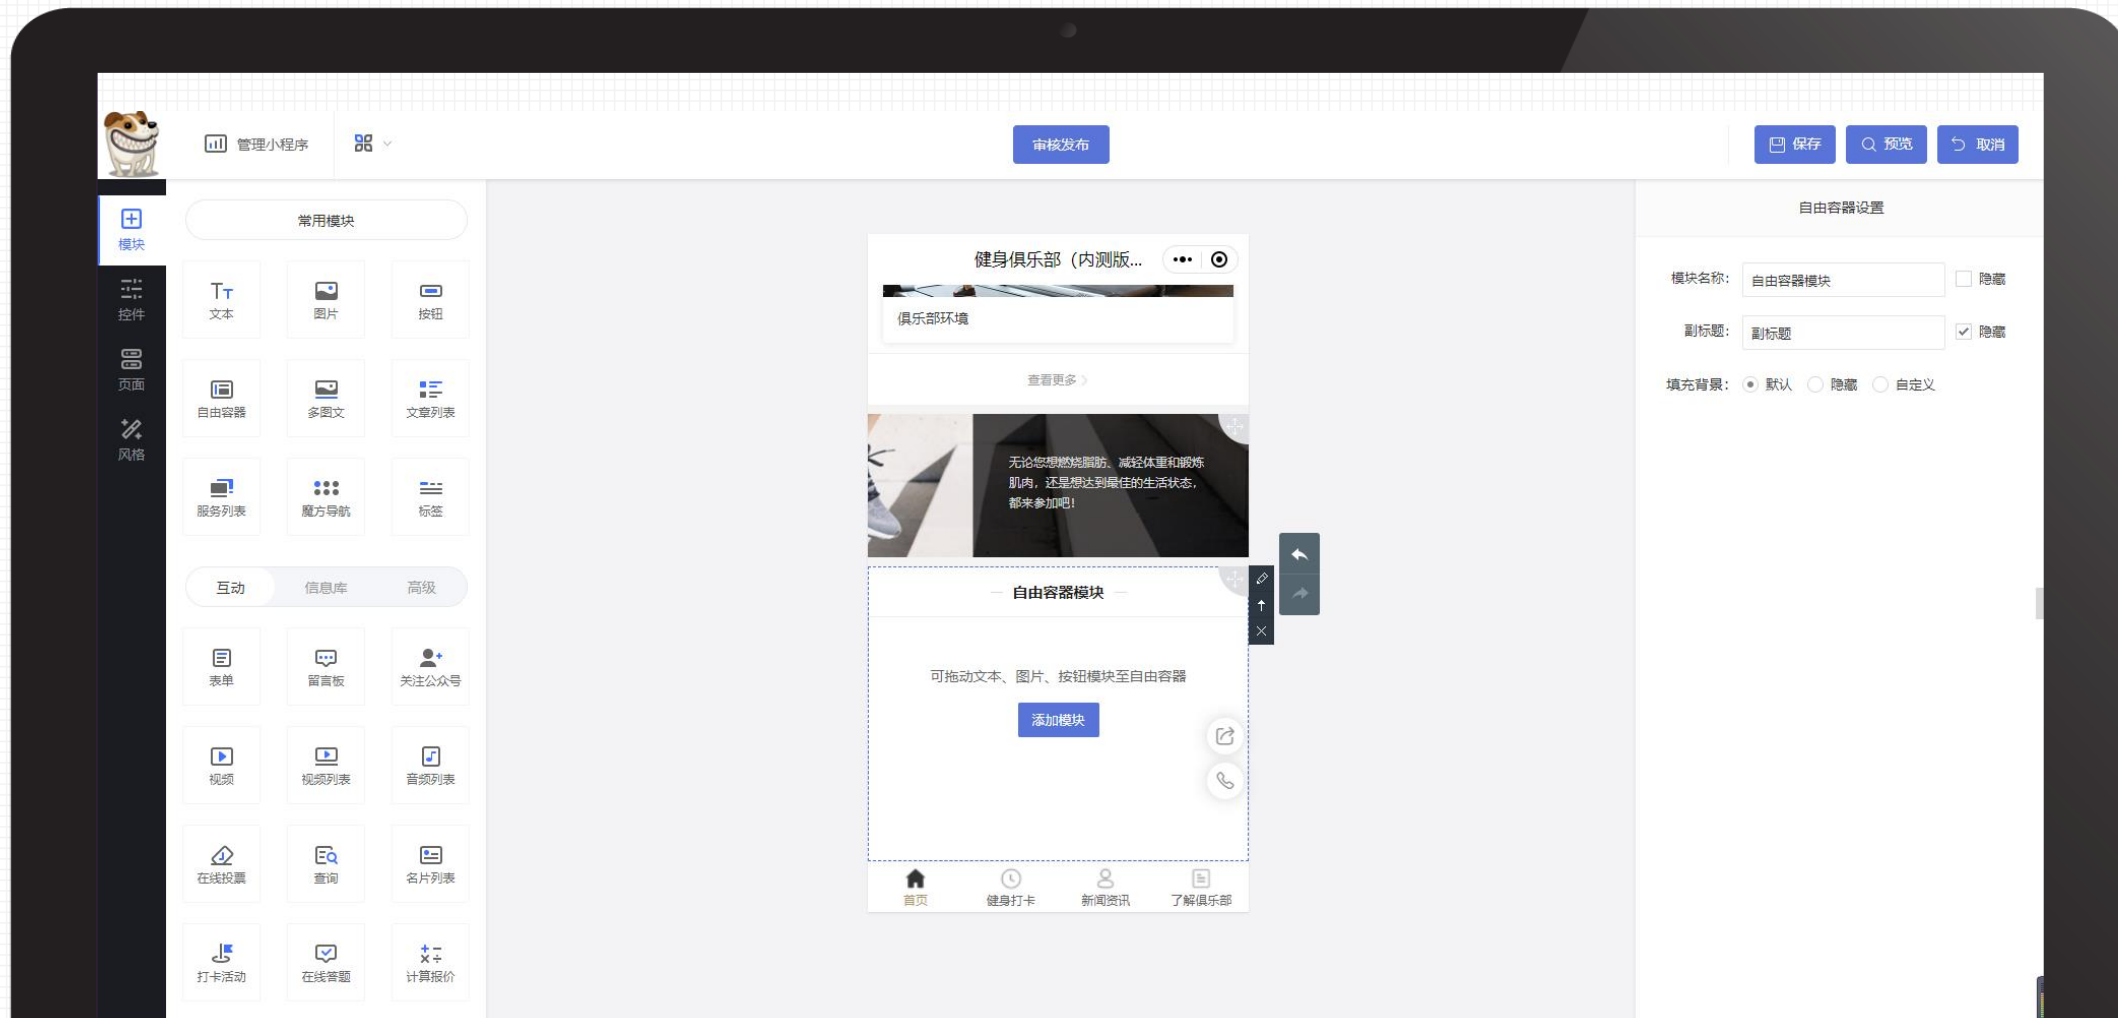 管理小程序
审核发布
保存
预览
取消
模块
控件
页面
风格
常用模块
文本
图片
按钮
自由容器
多图文
文章列表
服务列表
魔方导航
标签
互动
信息库
高级
表单
留言板
关注公众号
视频
视频列表
音频列表
在线投票
查询
名片列表
打卡活动
在线答题
计算报价
健身俱乐部（内测版...
俱乐部环境
查看更多
无论您想燃烧脂肪、减轻体重和锻炼
肌肉，还是想达到最佳的生活状态，
都来参加吧！
自由容器模块
可拖动文本、图片、按钮模块至自由容器
添加模块
首页
健身打卡
新闻资讯
了解俱乐部
自由容器设置
模块名称： 自由容器模块 隐藏
副标题： 副标题 隐藏
填充背景： 默认 隐藏 自定义